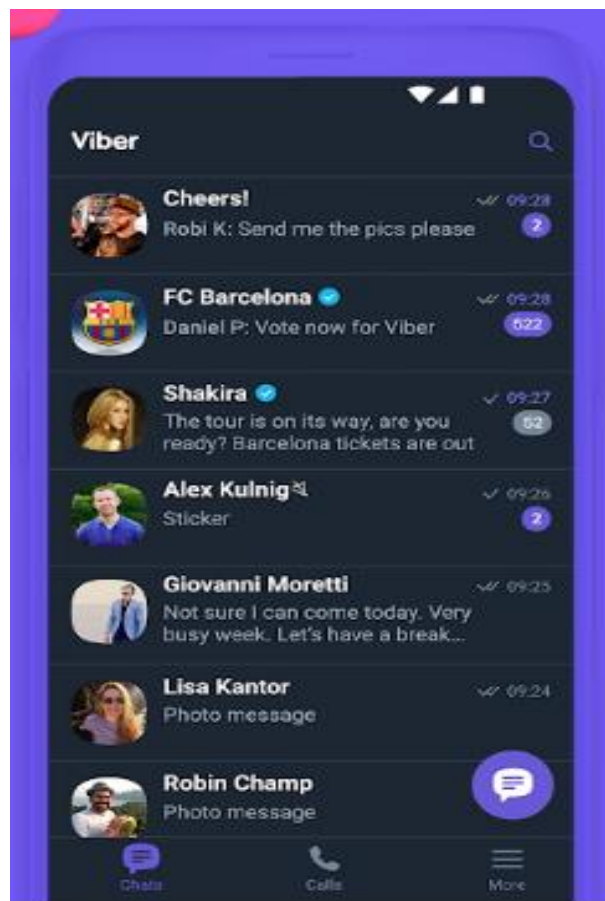 Viber
Cheers!
09:28
Robi K: Send me the pics please
2
FC Barcelona
09:28
Daniel P: Vote now for Viber
622
Shakira
09:27
The tour is on its way, are you
52
ready? Barcelona tickets are out
Alex Kulnig
09:26
Sticker
2
Giovanni Moretti
09:25
Not sure I can come today. Very
busy week. Let's have a break...
Lisa Kantor
09:24
Photo message
Robin Champ
Photo message
Chats
Calls
More